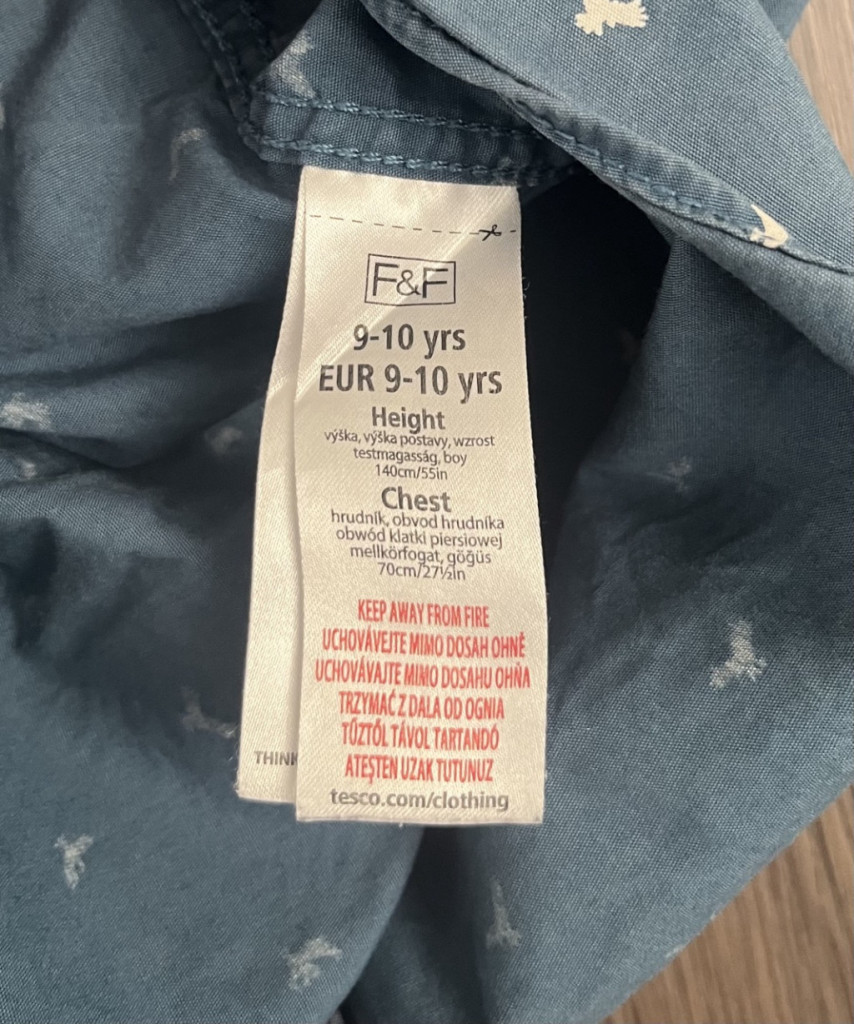 F&F
9-10 yrs
EUR 9-10 yrs
Height
výška, výška postavy, wzrost
testmagasság, boy
140cm/55in
Chest
hrudník, obvod hrudníka
obwód klatki piersiowej
mellkörfogat, göğüs
70cm/27½in
KEEP AWAY FROM FIRE
UCHOVÁVEJTE MIMO DOSAH OHNĚ
UCHOVÁVAJTE MIMO DOSAHU OHŇA
TRZYMAĆ Z DALA OD OGNIA
TŰZTŐL TÁVOL TARTANDÓ
ATEŞTEN UZAK TUTUNUZ
tesco.com/clothing
THINK